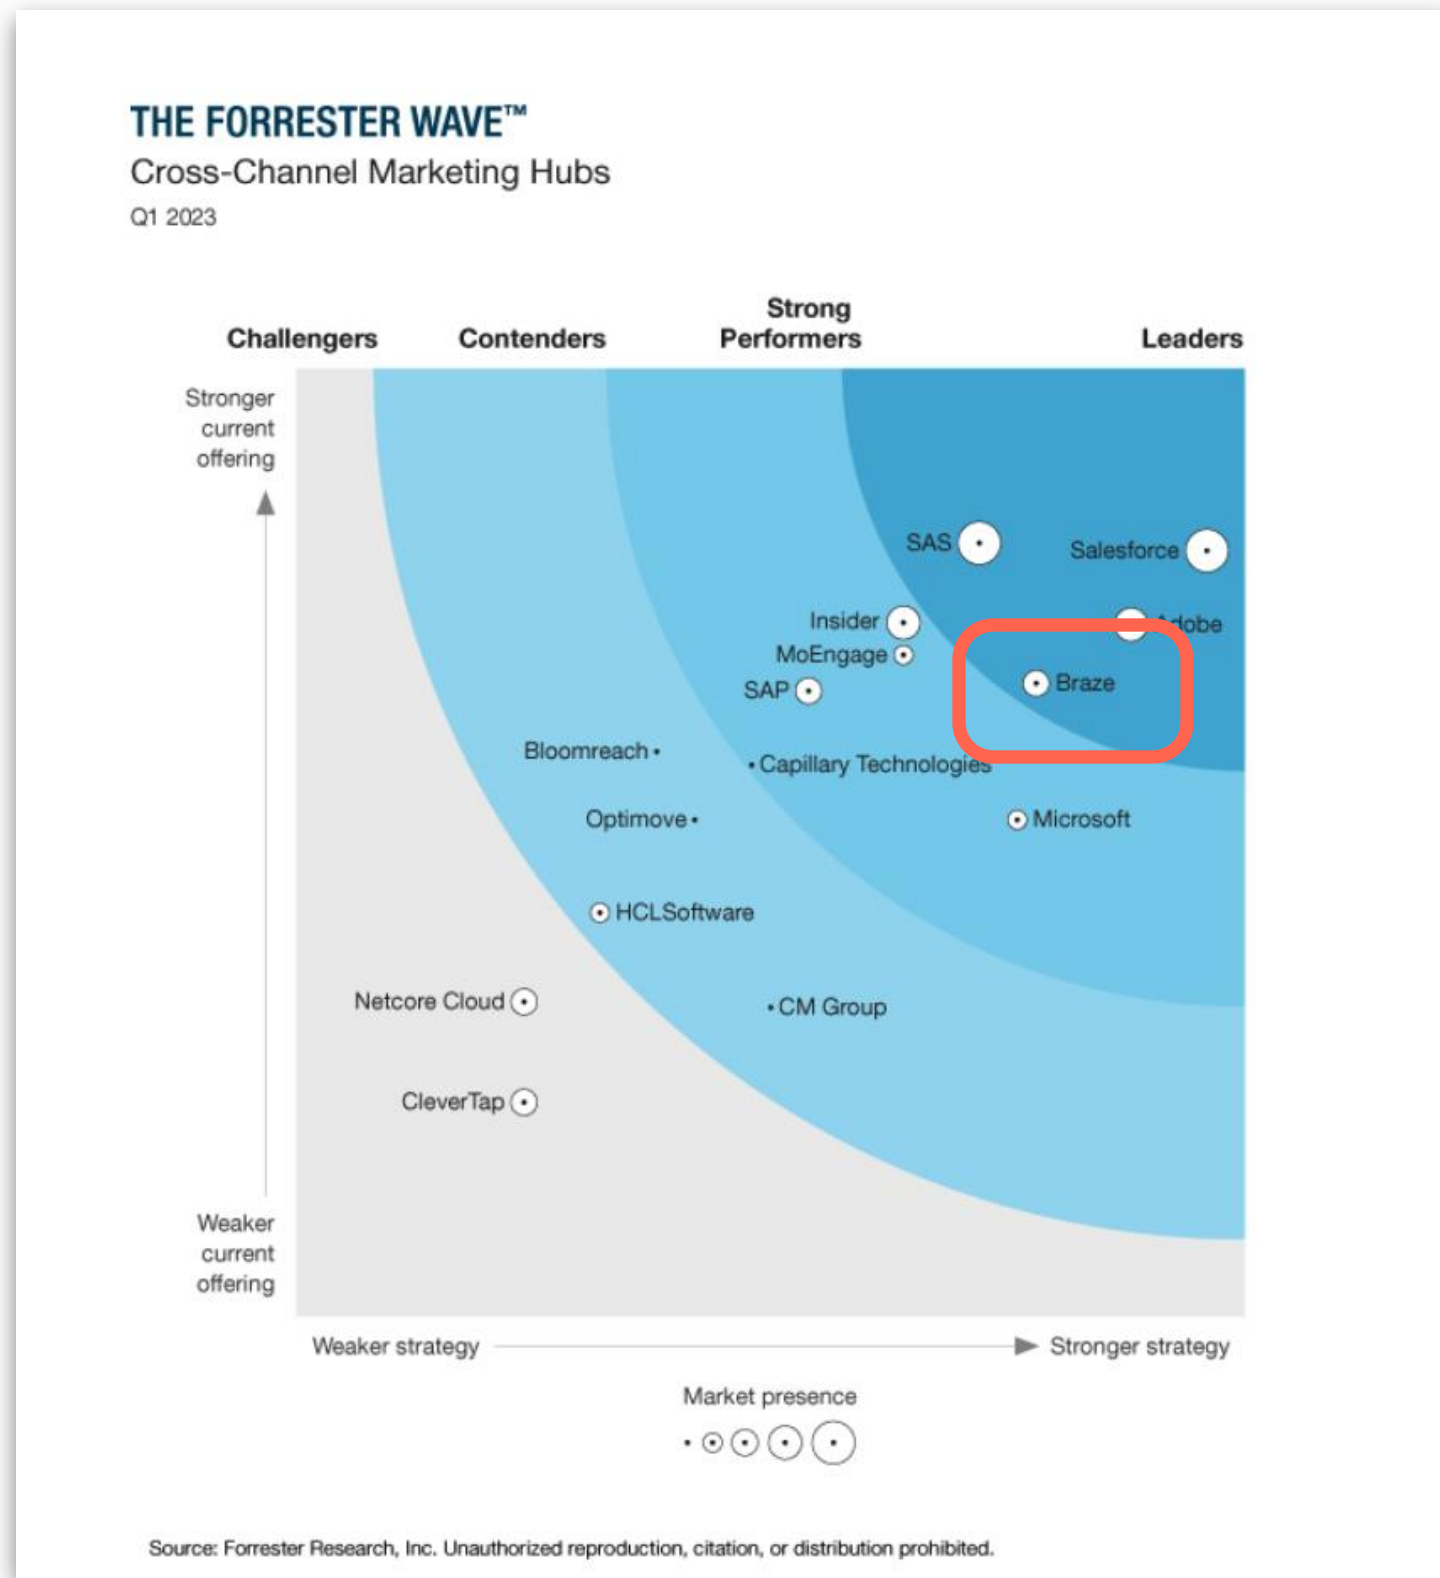 THE FORRESTER WAVE™
Cross-Channel Marketing Hubs
Q1 2023
Challengers
Contenders
Strong
Performers
Leaders
Stronger
current
offering
SAS
Salesforce
Insider
Adobe
MoEngage
SAP
Braze
Bloomreach
Capillary Technologies
Optimove
Microsoft
HCLSoftware
Netcore Cloud
CM Group
CleverTap
Weaker
current
offering
Weaker strategy
Stronger strategy
Market presence
Source: Forrester Research, Inc. Unauthorized reproduction, citation, or distribution prohibited.